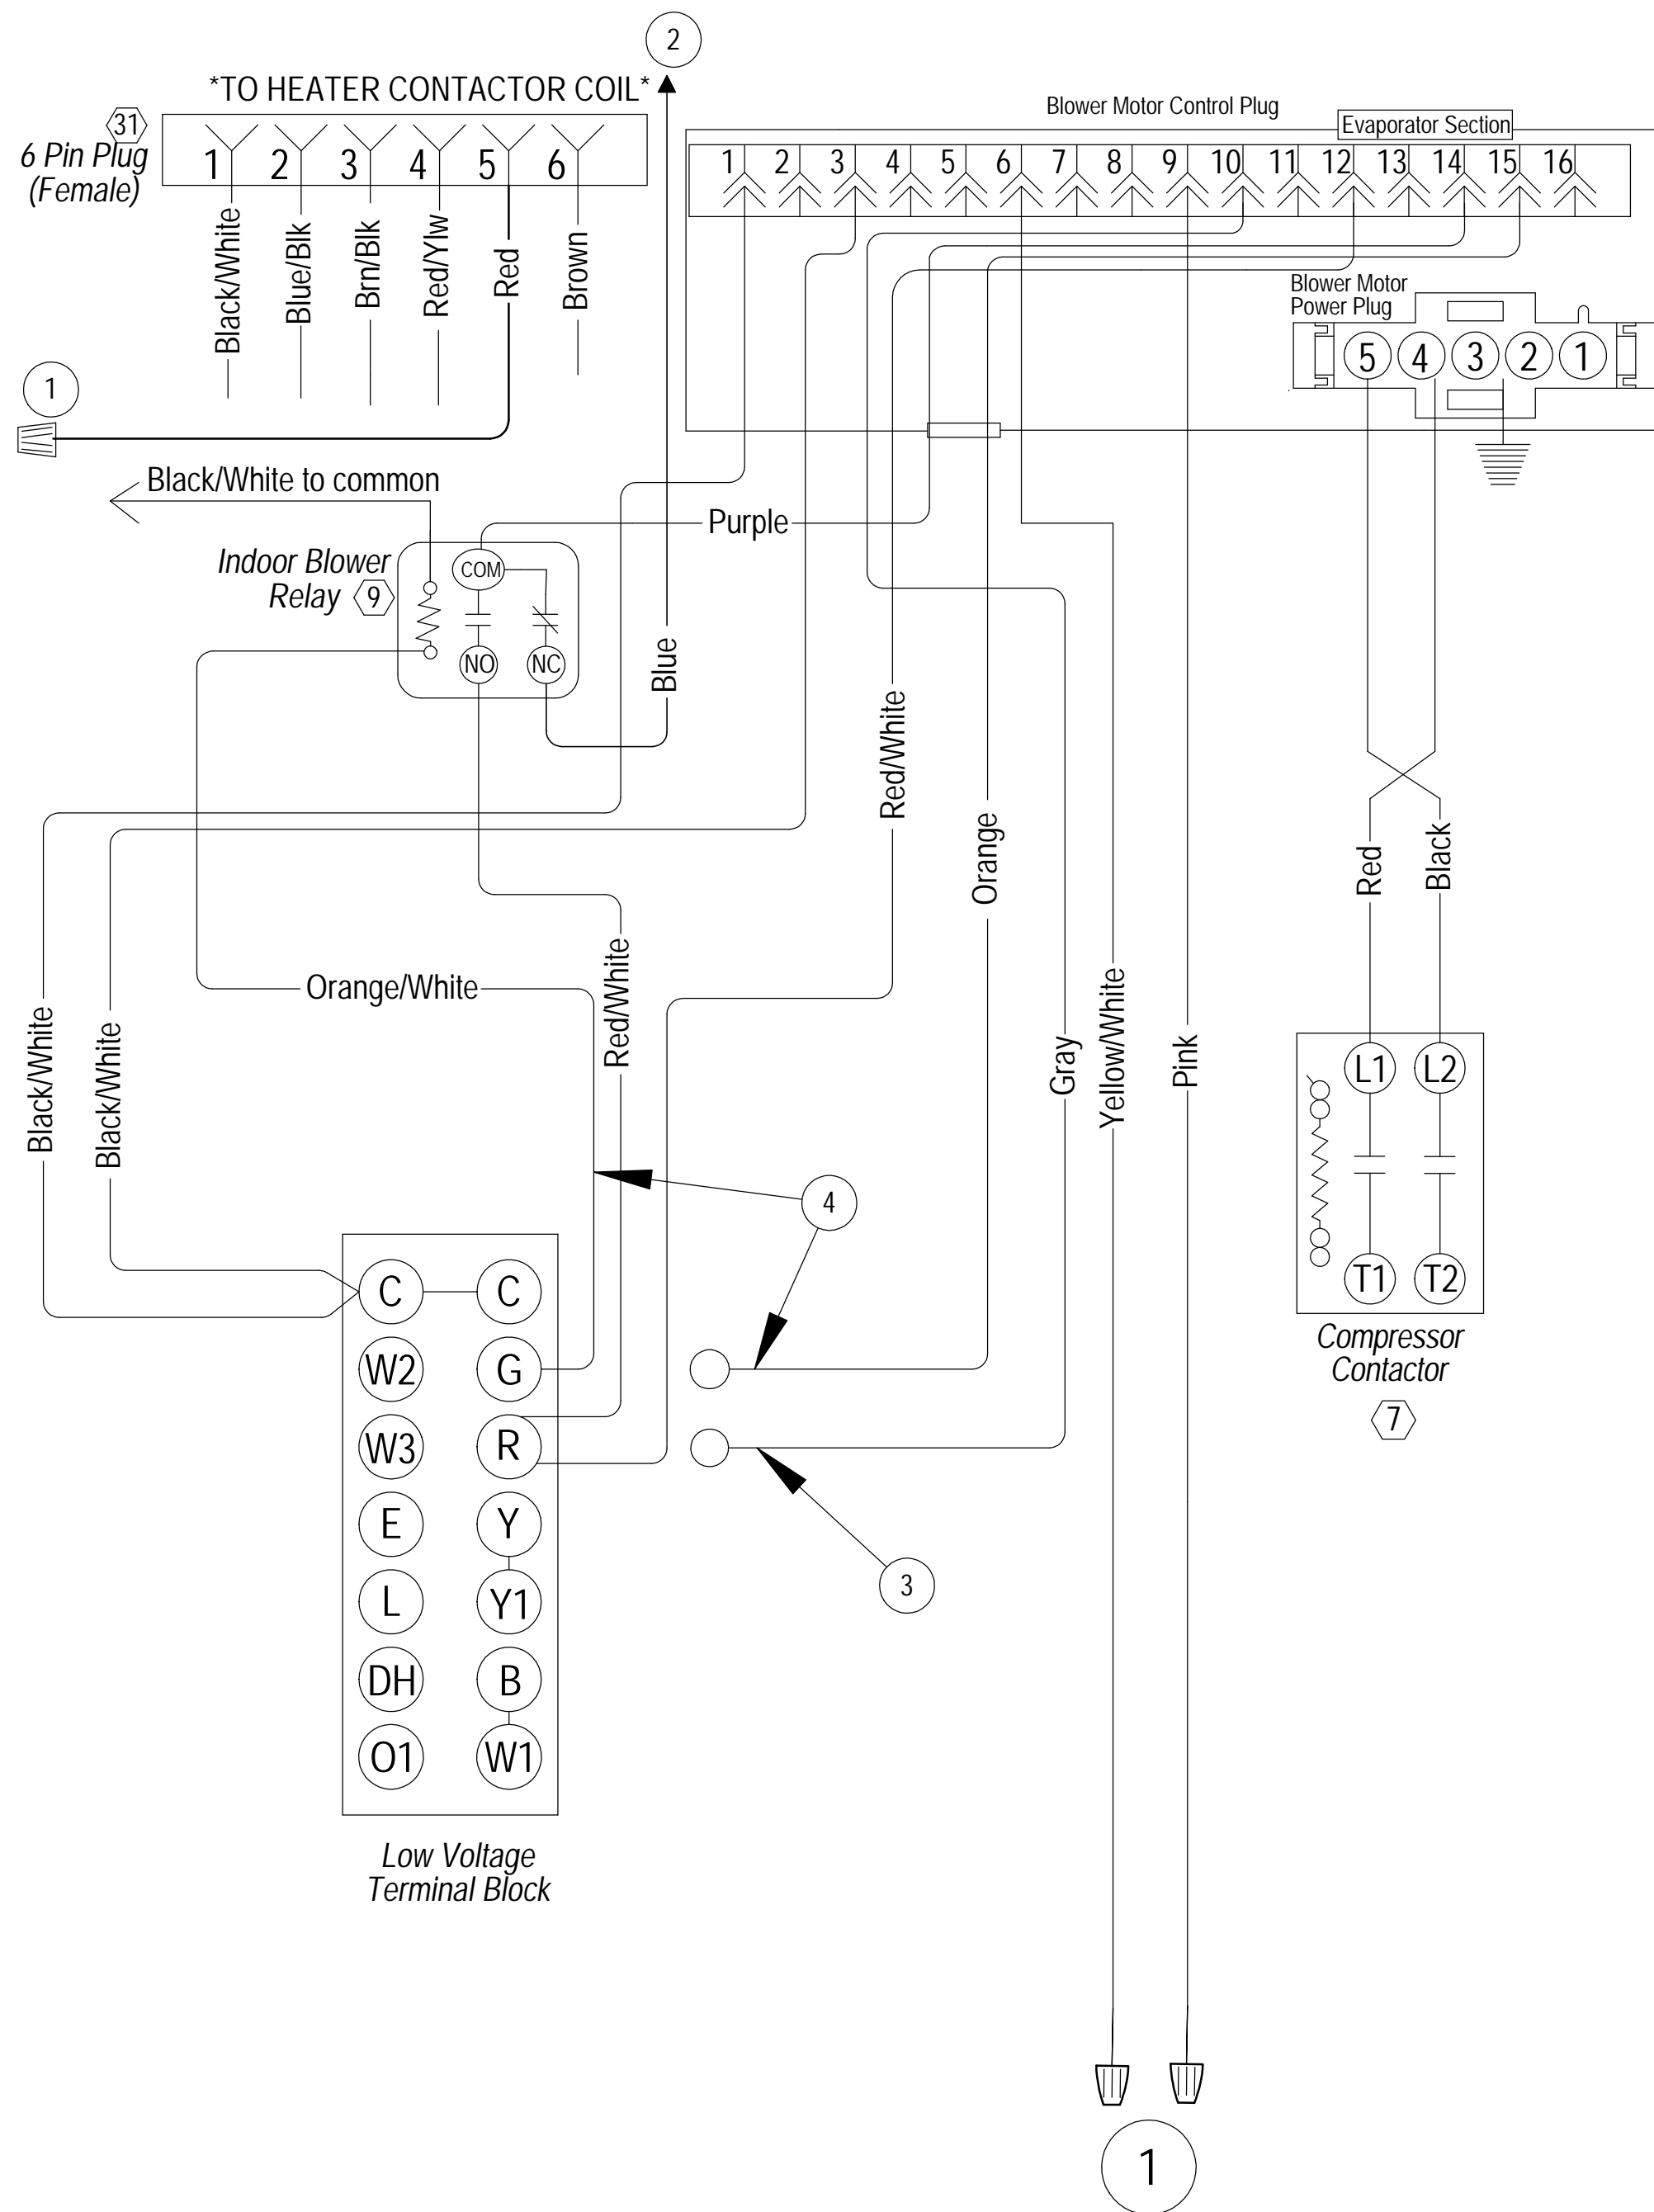 2
*TO HEATER CONTACTOR COIL*
31
6 Pin Plug
(Female)
1 2 3 4 5 6
Black/White
Blue/Blk
Brn/Blk
Red/Ylw
Red
Brown
Blower Motor Control Plug
Evaporator Section
1 2 3 4 5 6 7 8 9 10 11 12 13 14 15 16
Blower Motor
Power Plug
5 4 3 2 1
1
Black/White to common
Purple
Indoor Blower
Relay 9
COM
NO
NC
Blue
Red/White
Orange
Red
Black
Orange/White
Red/White
Black/White
Black/White
Gray
Yellow/White
Pink
L1 L2
T1 T2
Compressor
Contactor
7
4
3
C C
W2 G
W3 R
E Y
L Y1
DH B
O1 W1
Low Voltage
Terminal Block
1